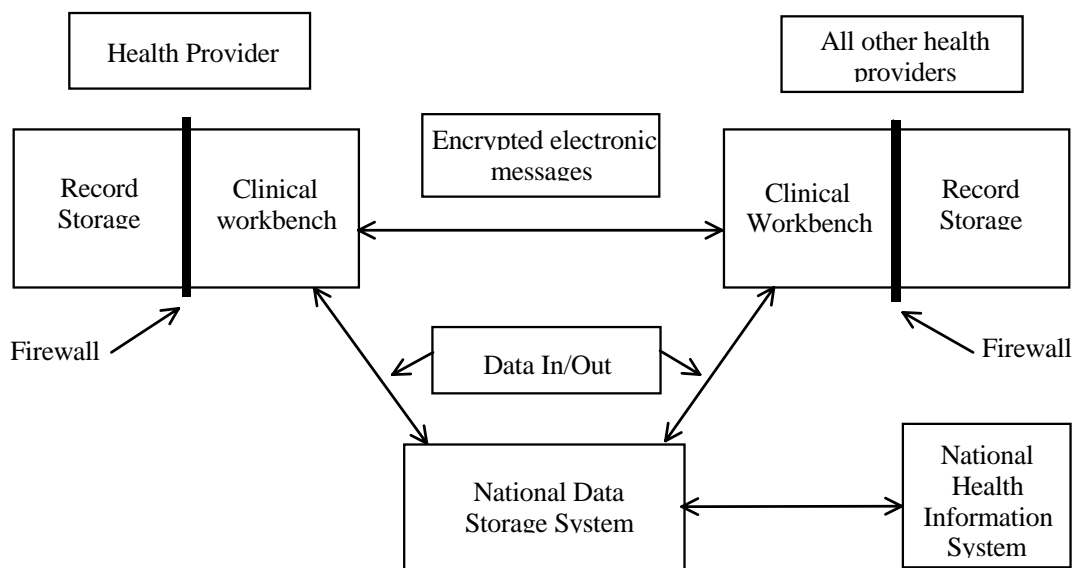 Health Provider
All other health
providers
Encrypted electronic
messages
Record
Storage
Clinical
workbench
Clinical
Workbench
Record
Storage
Firewall
Data In/Out
Firewall
National Data
Storage System
National
Health
Information
System